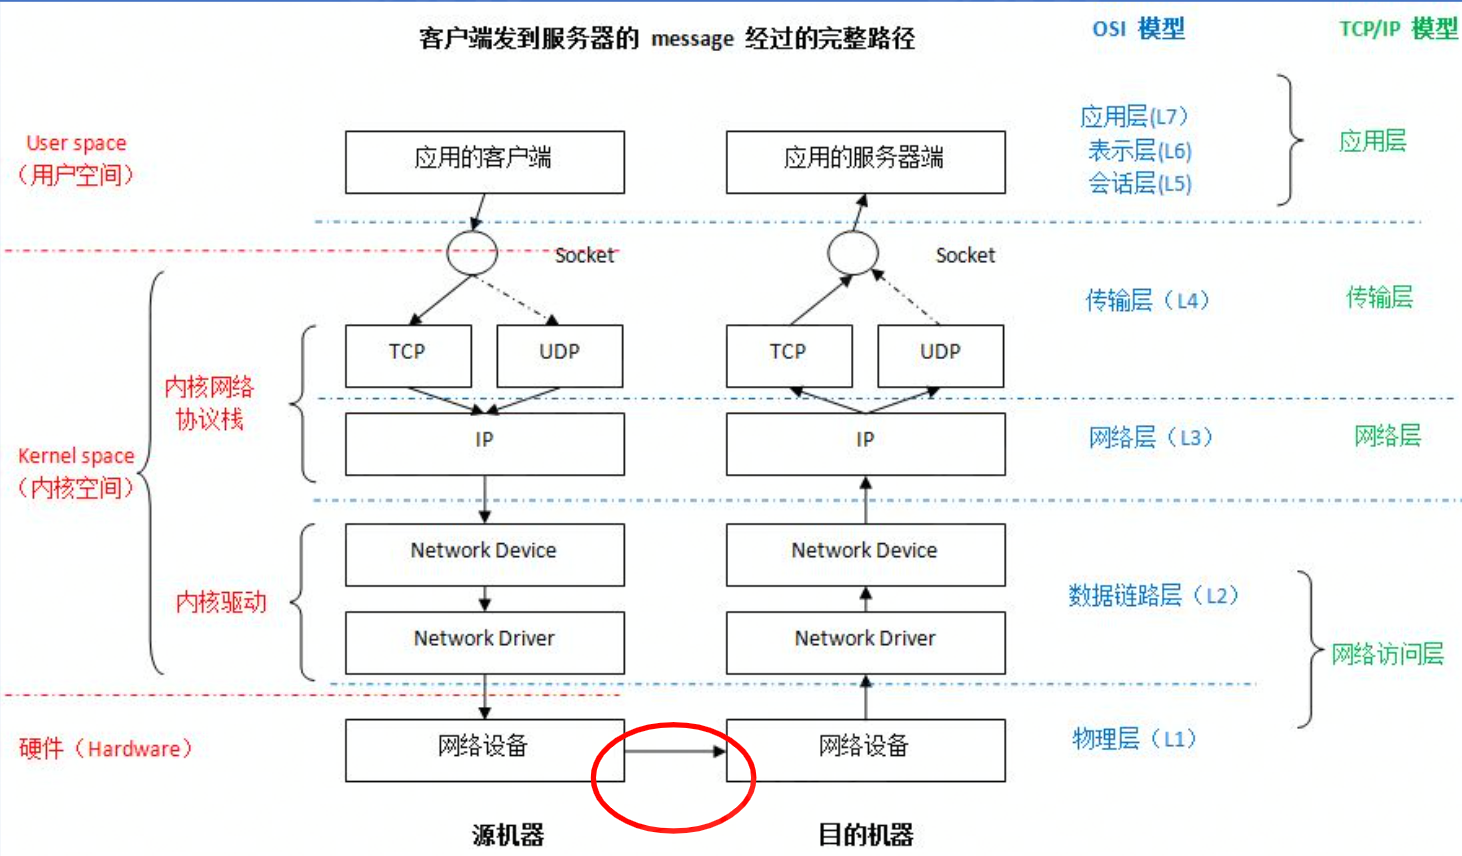 客户端发到服务器的 message 经过的完整路径
OSI 模型
TCP/IP 模型
User space
（用户空间）
应用的客户端
应用的服务器端
应用层(L7)
表示层(L6)
会话层(L5)
应用层
Socket
Socket
传输层（L4）
传输层
TCP
UDP
TCP
UDP
内核网络
协议栈
IP
IP
网络层（L3）
网络层
Kernel space
（内核空间）
Network Device
Network Device
内核驱动
数据链路层（L2）
Network Driver
Network Driver
网络访问层
硬件（Hardware）
网络设备
网络设备
物理层（L1）
源机器
目的机器